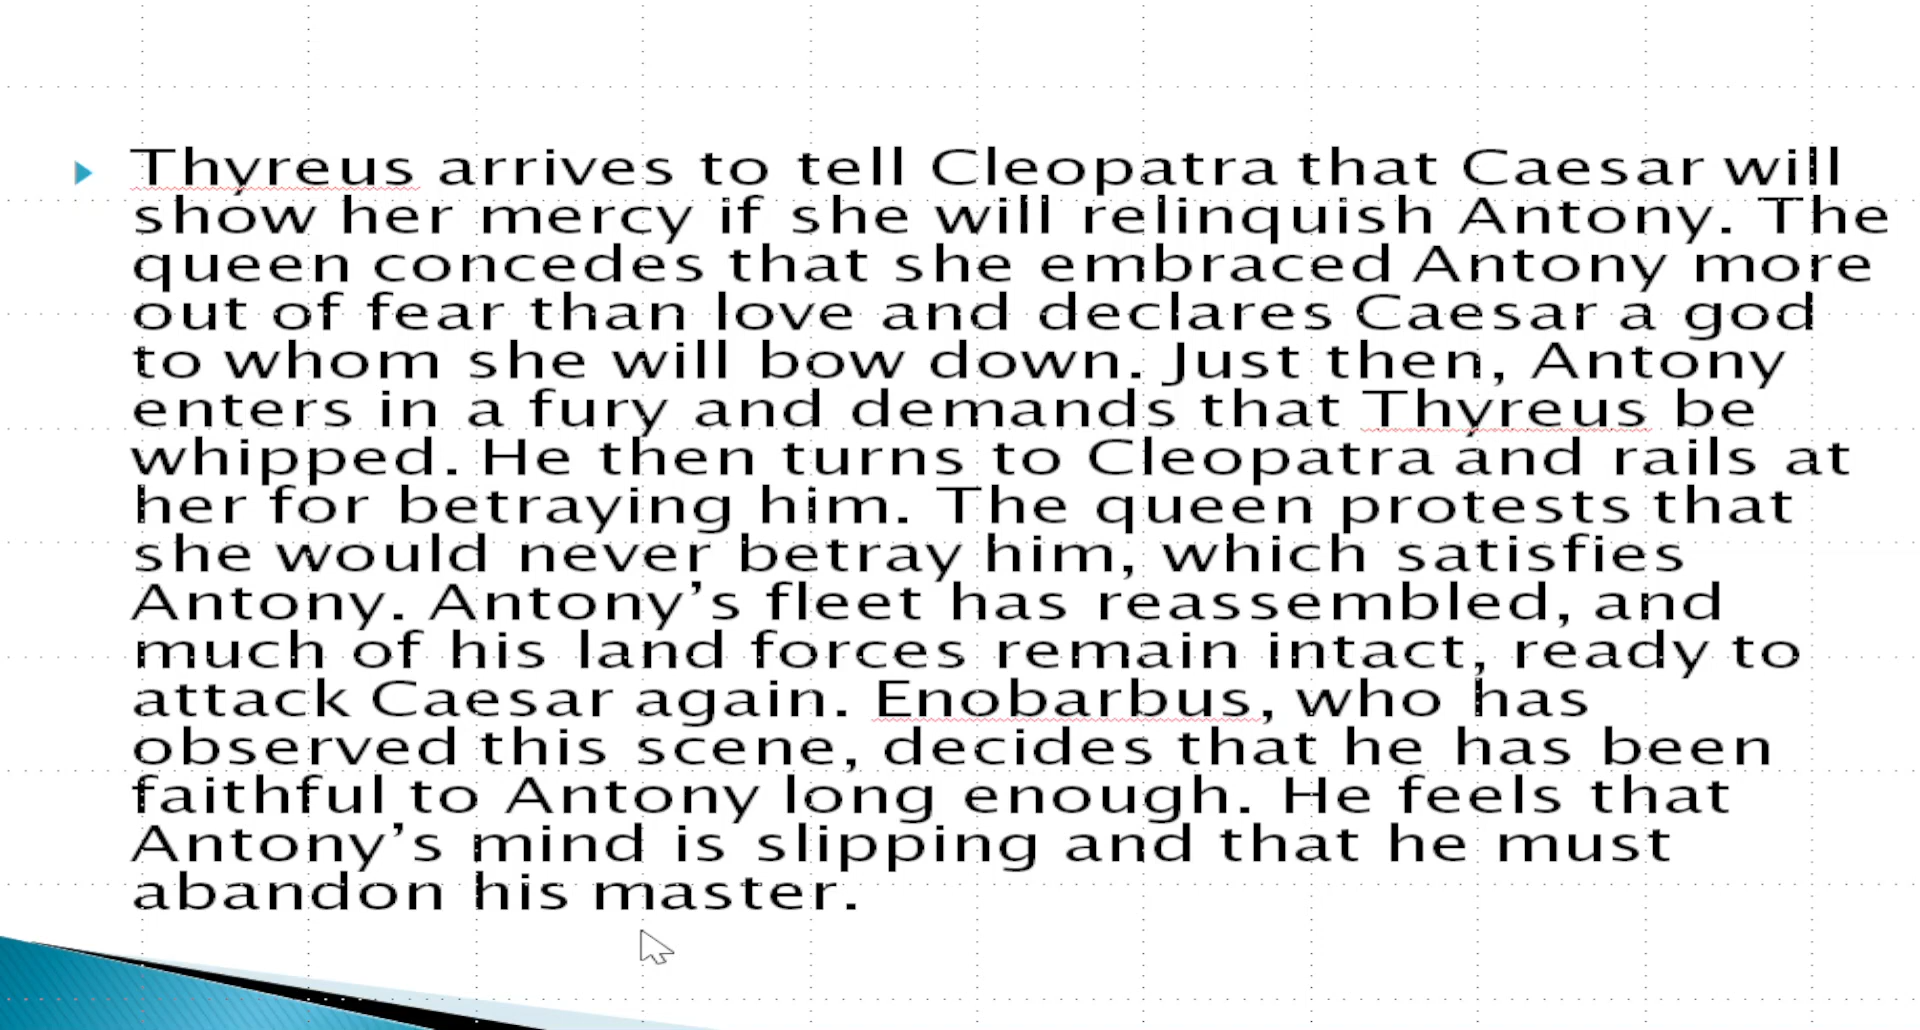 Thyreus arrives to tell Cleopatra that Caesar will
show her mercy if she will relinquish Antony. The
queen concedes that she embraced Antony more
out of fear than love and declares Caesar a god
to whom she will bow down. Just then, Antony
enters in a fury and demands that Thyreus be
whipped. He then turns to Cleopatra and rails at
her for betraying him. The queen protests that
she would never betray him, which satisfies
Antony. Antony’s fleet has reassembled, and
much of his land forces remain intact, ready to
attack Caesar again. Enobarbus, who has
observed this scene, decides that he has been
faithful to Antony long enough. He feels that
Antony’s mind is slipping and that he must
abandon his master.